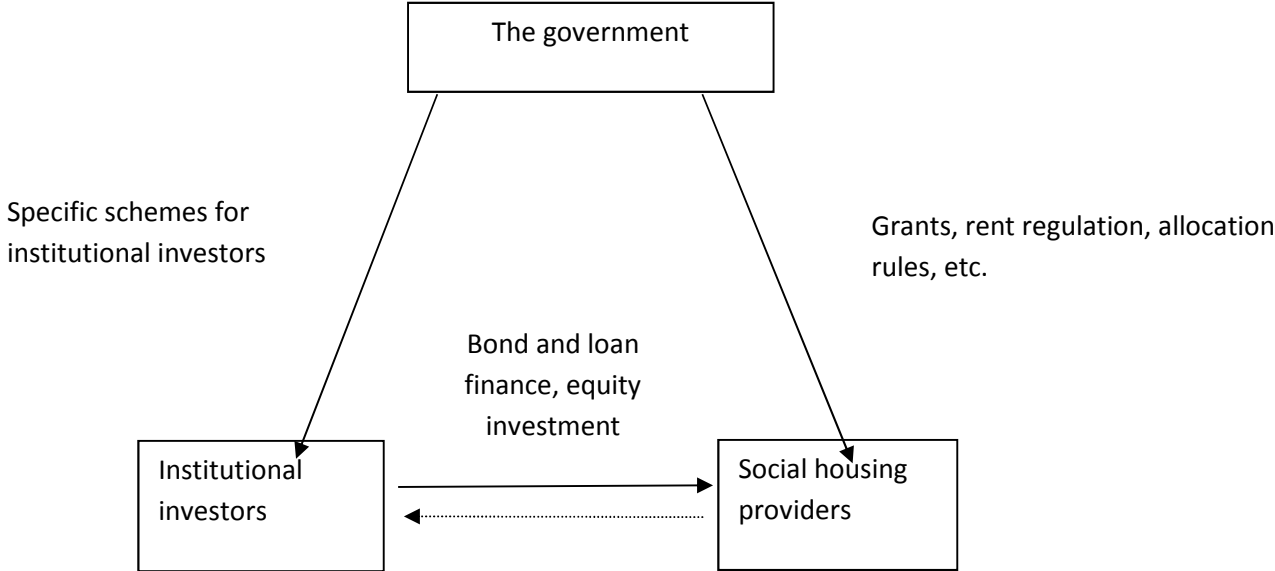 The government
Specific schemes for
institutional investors
Grants, rent regulation, allocation
rules, etc.
Bond and loan
finance, equity
investment
Institutional
investors
Social housing
providers